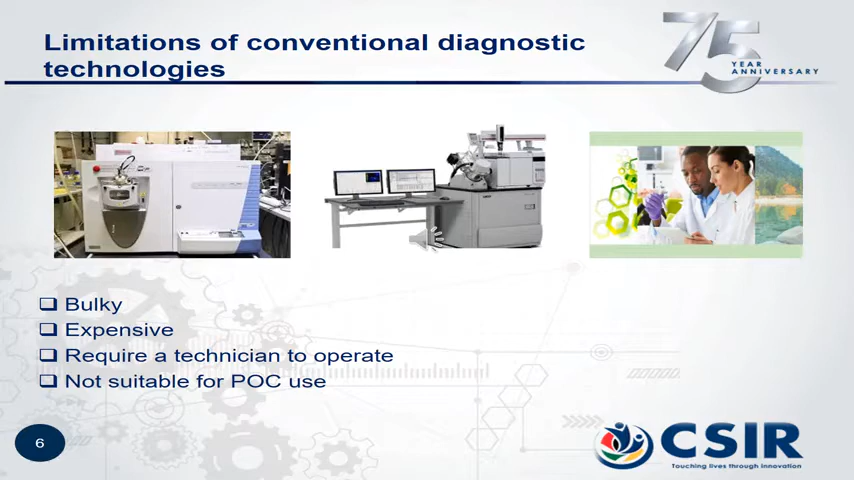 Limitations of conventional diagnostic
technologies
75
YEAR
ANNIVERSARY
Bulky
Expensive
Require a technician to operate
Not suitable for POC use
6
CSIR
Touching lives through innovation